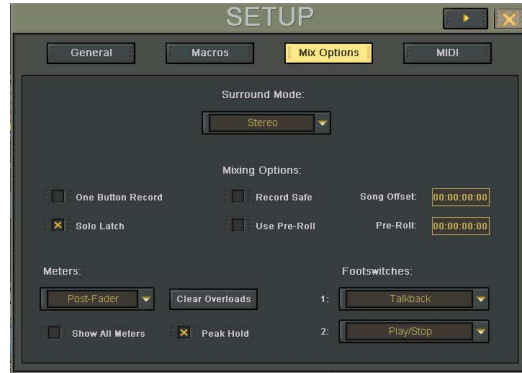 SETUP
General Macros Mix Options MIDI
Surround Mode:
Stereo
Mixing Options:
One Button Record Record Safe Song Offset: 00:00:00:00
Solo Latch Use Pre-Roll Pre-Roll: 00:00:00:00
Meters: Footswitches:
Post-Fader Clear Overloads 1: Talkback
Show All Meters Peak Hold 2: Play/Stop